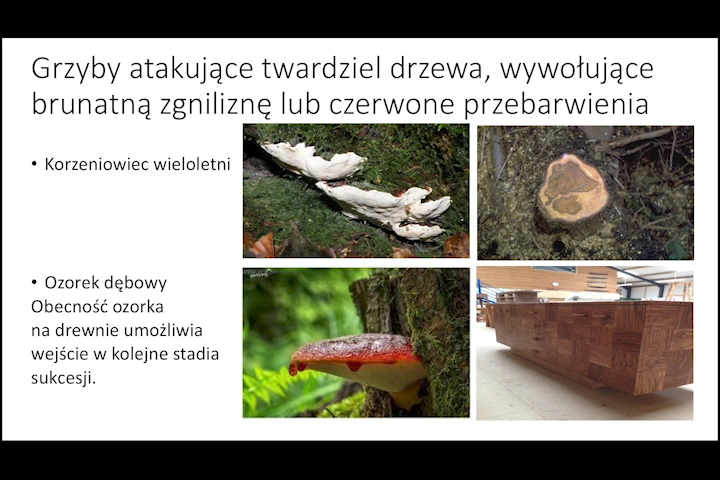 Grzyby atakujące twardziel drzewa, wywołujące
brunatną zgniliznę lub czerwone przebarwienia
• Korzeniowiec wieloletni
• Ozorek dębowy
Obecność ozorka
na drewnie umożliwia
wejście w kolejne stadia
sukcesji.